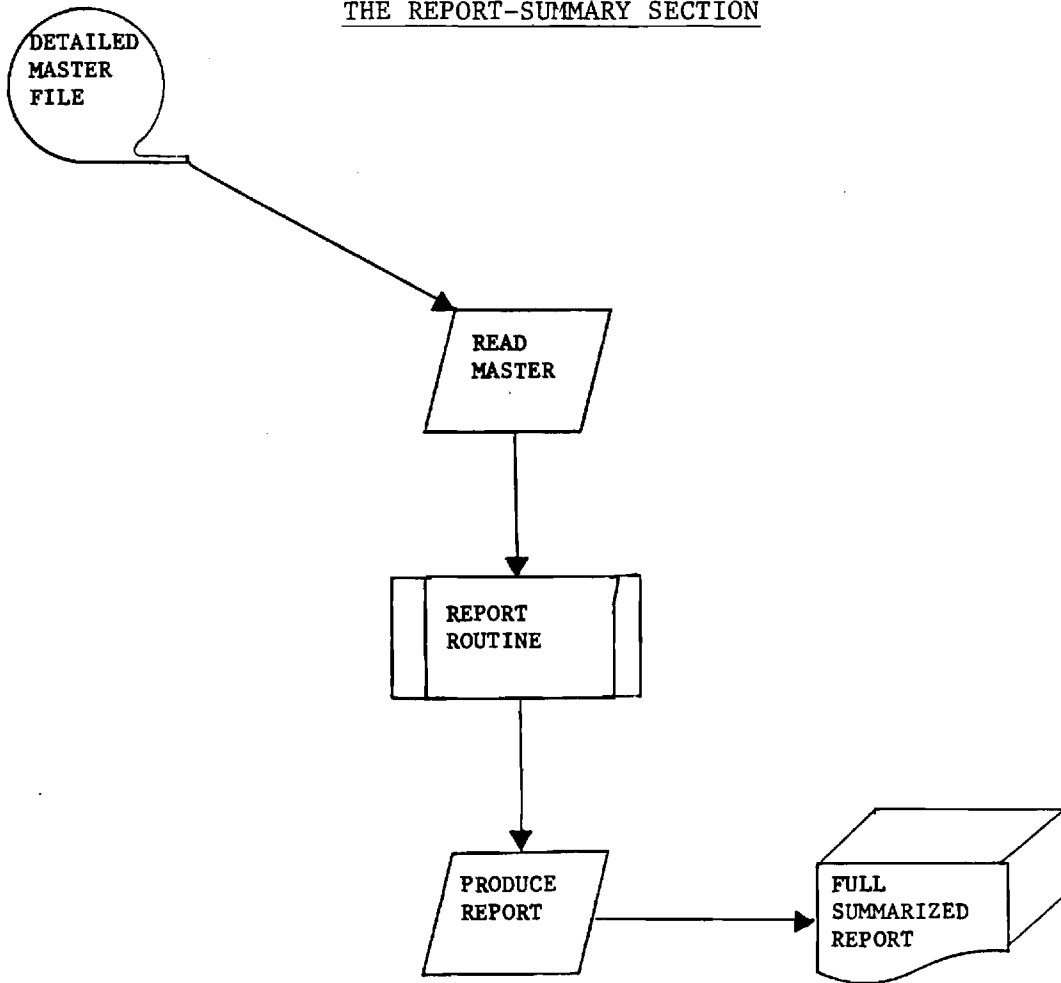 THE REPORT-SUMMARY SECTION
DETAILED
MASTER
FILE
READ
MASTER
REPORT
ROUTINE
PRODUCE
REPORT
FULL
SUMMARIZED
REPORT